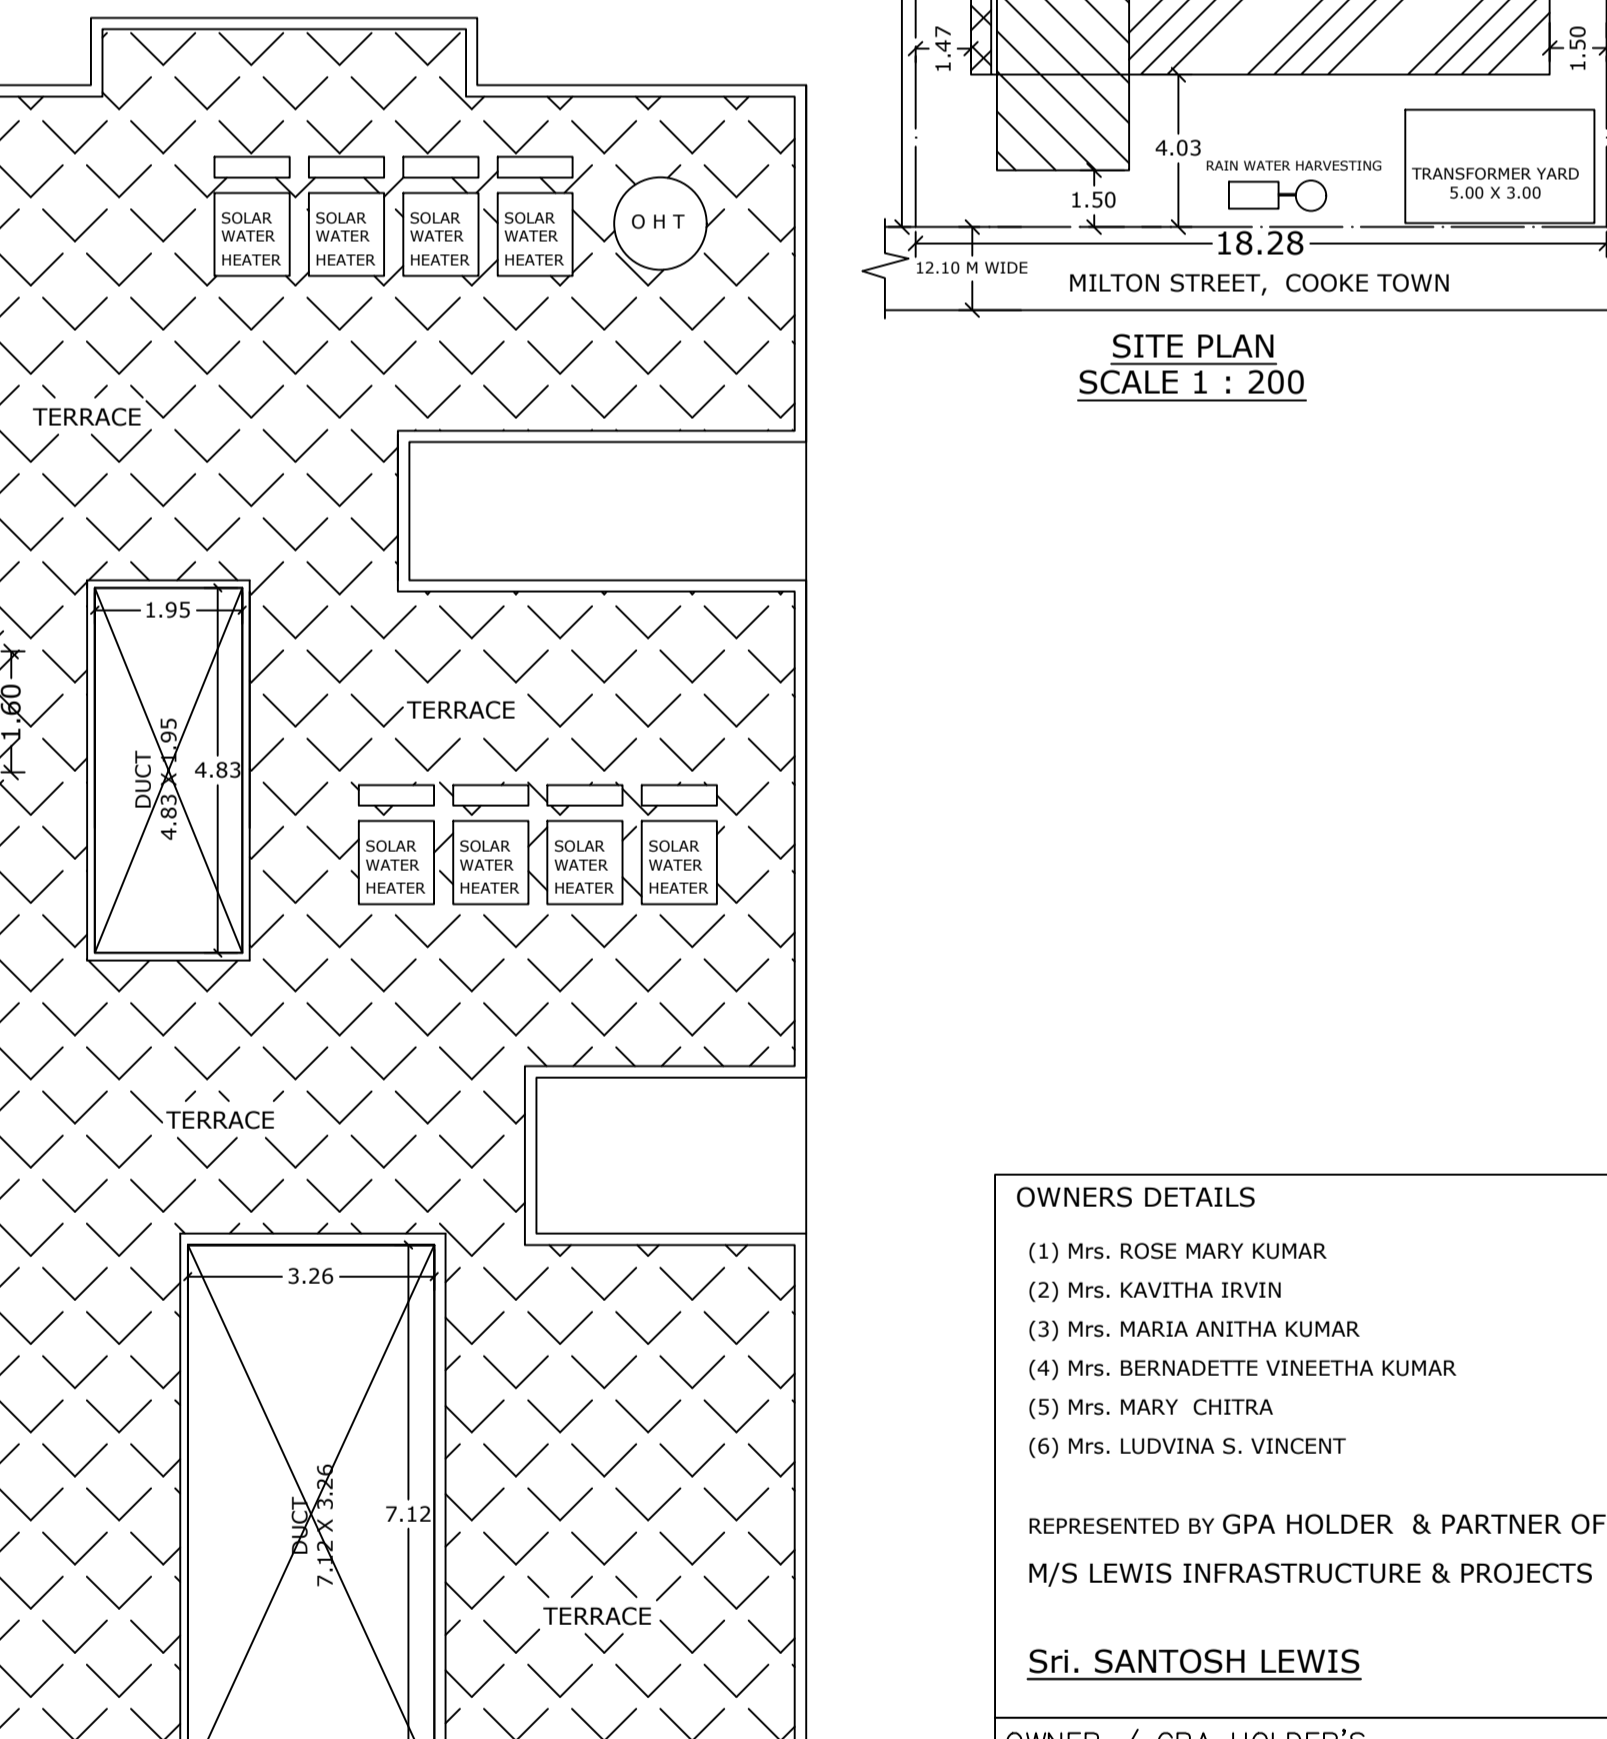 SOLAR
WATER
HEATER
SOLAR
WATER
HEATER
SOLAR
WATER
HEATER
SOLAR
WATER
HEATER
O H T
TERRACE
1.95
1.60
DUCT
4.83 X 1.95
4.83
TERRACE
SOLAR
WATER
HEATER
SOLAR
WATER
HEATER
SOLAR
WATER
HEATER
SOLAR
WATER
HEATER
TERRACE
3.26
DUCT
7.12 X 3.26
7.12
TERRACE
1.47
1.50
4.03
RAIN WATER HARVESTING
TRANSFORMER YARD
5.00 X 3.00
1.50
18.28
12.10 M WIDE
MILTON STREET, COOKE TOWN
SITE PLAN
SCALE 1 : 200
OWNERS DETAILS
(1) Mrs. ROSE MARY KUMAR
(2) Mrs. KAVITHA IRVIN
(3) Mrs. MARIA ANITHA KUMAR
(4) Mrs. BERNADETTE VINEETHA KUMAR
(5) Mrs. MARY CHITRA
(6) Mrs. LUDVINA S. VINCENT
REPRESENTED BY GPA HOLDER & PARTNER OF
M/S LEWIS INFRASTRUCTURE & PROJECTS
Sri. SANTOSH LEWIS
OWNER / GPA HOLDER'S